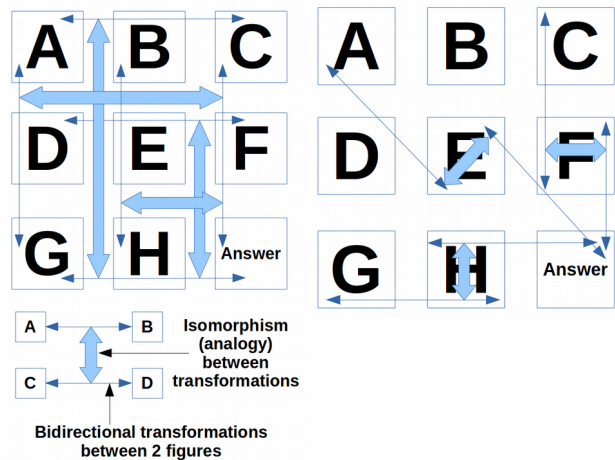 A B C
D E F
G H Answer
A B C
D E F
G H Answer
A B
C D
Isomorphism
(analogy)
between
transformations
Bidirectional transformations
between 2 figures